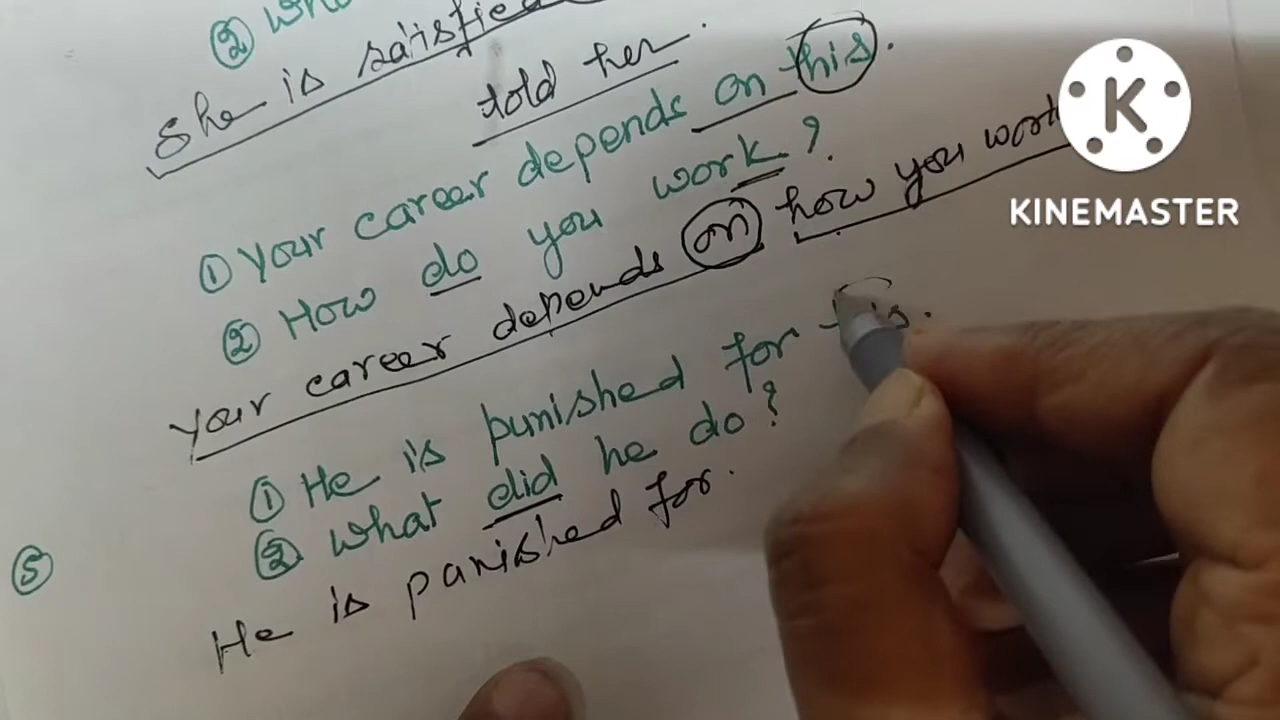 ② Who
She is satisfied
told her.
① Your career depends on this.
② How do you work?
Your career depends on how you work
① He is punished for this.
② What did he do?
⑤
He is punished for.
K
KINEMASTER